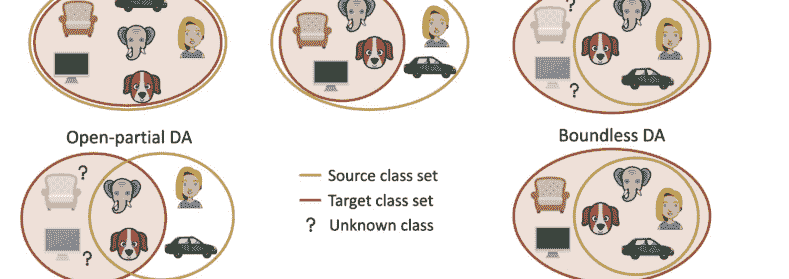 ?
?
Open-partial DA
Boundless DA
?
?
Source class set
Target class set
? Unknown class